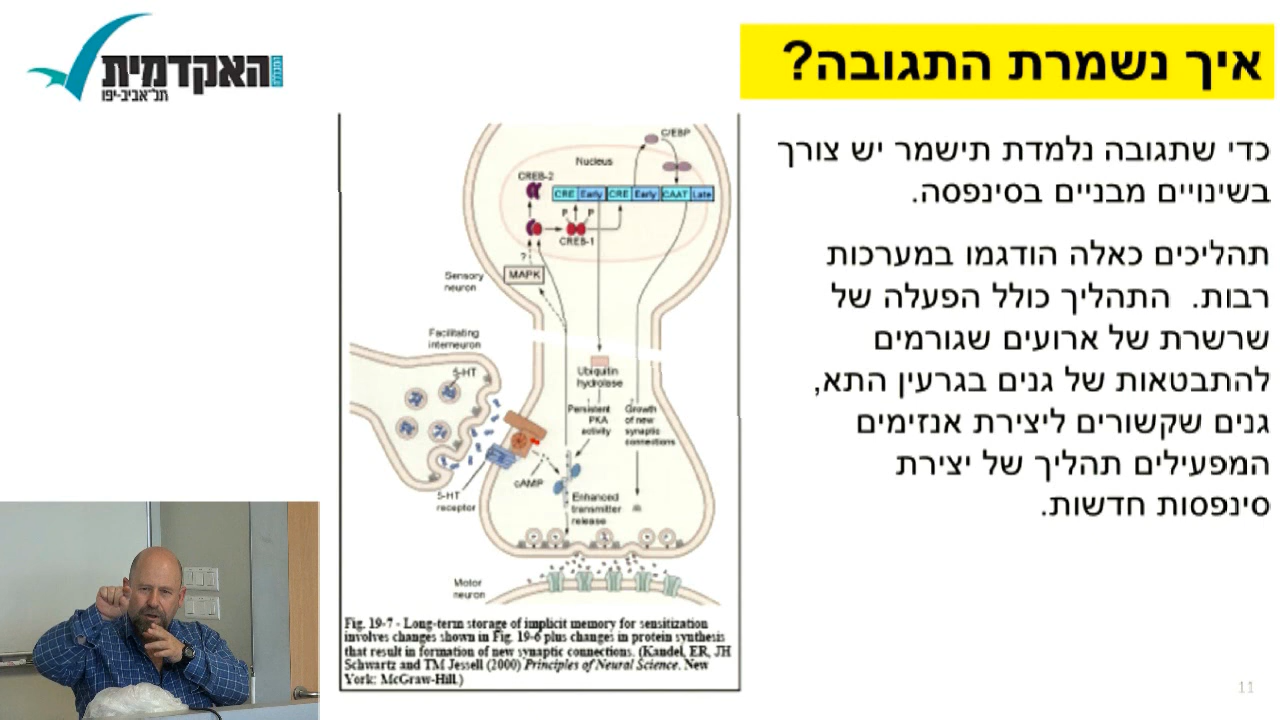 האקדמית
תל־אביב-יפו
איך נשמרת התגובה?
כדי שתגובה נלמדת תישמר יש צורך
בשינויים מבניים בסינפסה.
תהליכים כאלה הודגמו במערכות
רבות. התהליך כולל הפעלה של
שרשרת של ארועים שגורמים
להתבטאות של גנים בגרעין התא,
גנים שקשורים ליצירת אנזימים
המפעילים תהליך של יצירת
סינפסות חדשות.
C/EBP
Nucleus
CREB-2
CRE Early CRE Early CAAT Late
P P
CREB-1
?
MAPK
Sensory
neuron
Facilitating
interneuron
5-HT
Ubiquitin
hydrolase
Persistent
PKA
activity
Growth
of new
synaptic
connections
cAMP
5-HT
receptor
Enhanced
transmitter
release
Motor
neuron
Fig. 19-7 - Long-term storage of implicit memory for sensitization
involves changes shown in Fig. 19-6 plus changes in protein synthesis
that result in formation of new synaptic connections. (Kandel, ER, JH
Schwartz and TM Jessell (2000) Principles of Neural Science. New
York: McGraw-Hill.)
11